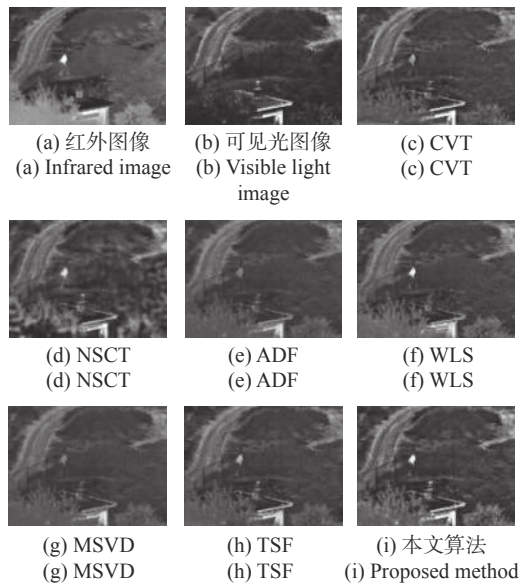 (a) 红外图像
(a) Infrared image
(b) 可见光图像
(b) Visible light
image
(c) CVT
(c) CVT
(d) NSCT
(d) NSCT
(e) ADF
(e) ADF
(f) WLS
(f) WLS
(g) MSVD
(g) MSVD
(h) TSF
(h) TSF
(i) 本文算法
(i) Proposed method